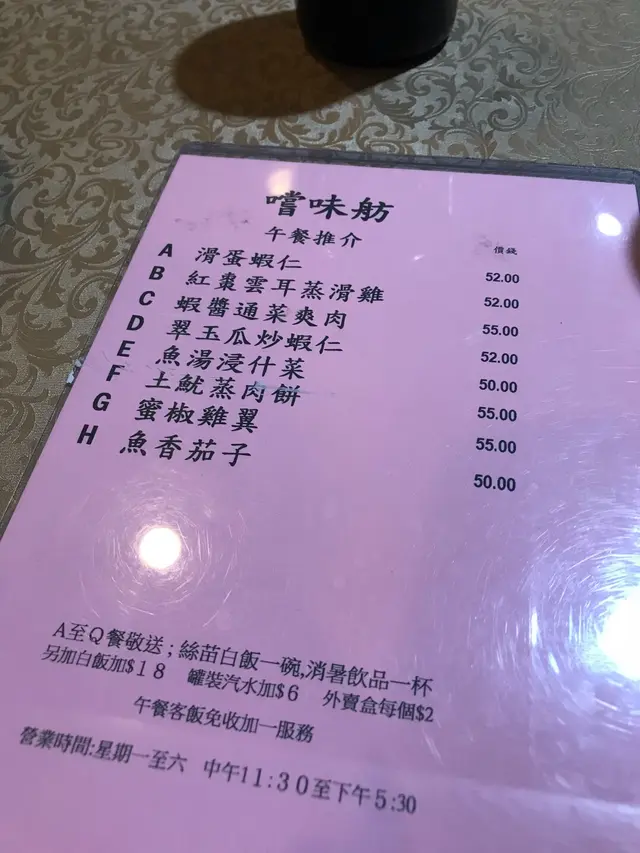 嚐味舫
午餐推介
價錢
A 滑蛋蝦仁 52.00
B 紅棗雲耳蒸滑雞 52.00
C 蝦醬通菜爽肉 55.00
D 翠玉瓜炒蝦仁 52.00
E 魚湯浸什菜 50.00
F 土魷蒸肉餅 55.00
G 蜜椒雞翼 55.00
H 魚香茄子 50.00
A至Q餐敬送；絲苗白飯一碗,消暑飲品一杯
另加白飯加$18 罐裝汽水加$6 外賣盒每個$2
午餐客飯免收加一服務
營業時間:星期一至六 中午11:30至下午5:30